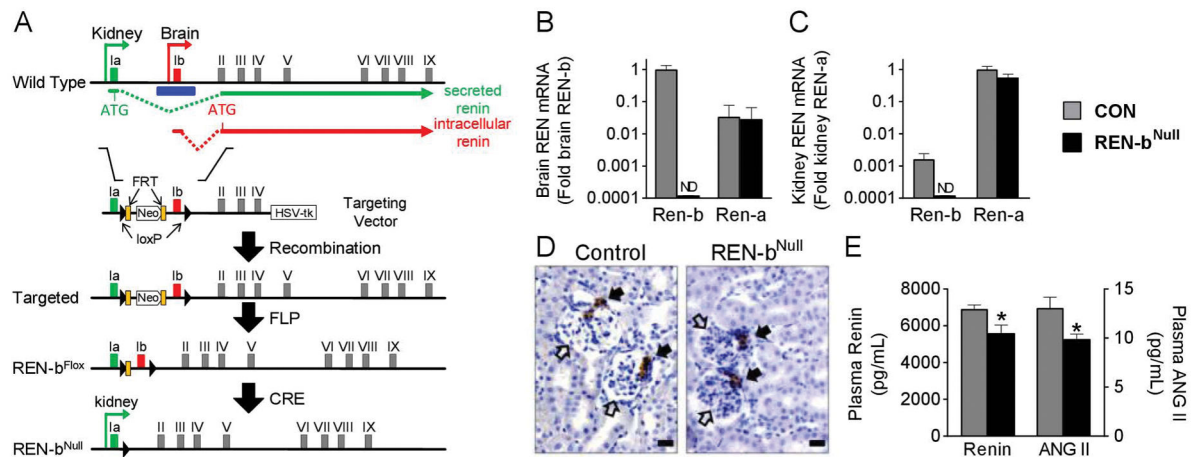 A
Kidney
Brain
Ia
Ib
II III IV V VI VII VIII IX
Wild Type
secreted
renin
ATG
ATG
intracellular
renin
Ia
FRT
Ib
II III IV
Neo
HSV-tk
loxP
Targeting
Vector
Recombination
Ia
Ib
II III IV V VI VII VIII IX
Targeted
Neo
FLP
Ia
Ib
II III IV V VI VII VIII IX
REN-bFlox
CRE
kidney
Ia
II III IV V VI VII VIII IX
REN-bNull
B
Brain REN mRNA
(Fold brain REN-b)
1
0.1
0.01
0.001
0.0001
ND
Ren-b
Ren-a
C
Kidney REN mRNA
(Fold kidney REN-a)
1
0.1
0.01
0.001
0.0001
ND
Ren-b
Ren-a
CON
REN-bNull
D
Control
REN-bNull
E
Plasma Renin
(pg/mL)
8000
6000
4000
2000
0
*
*
Renin
ANG II
15
10
5
0
Plasma ANG II
(pg/mL)